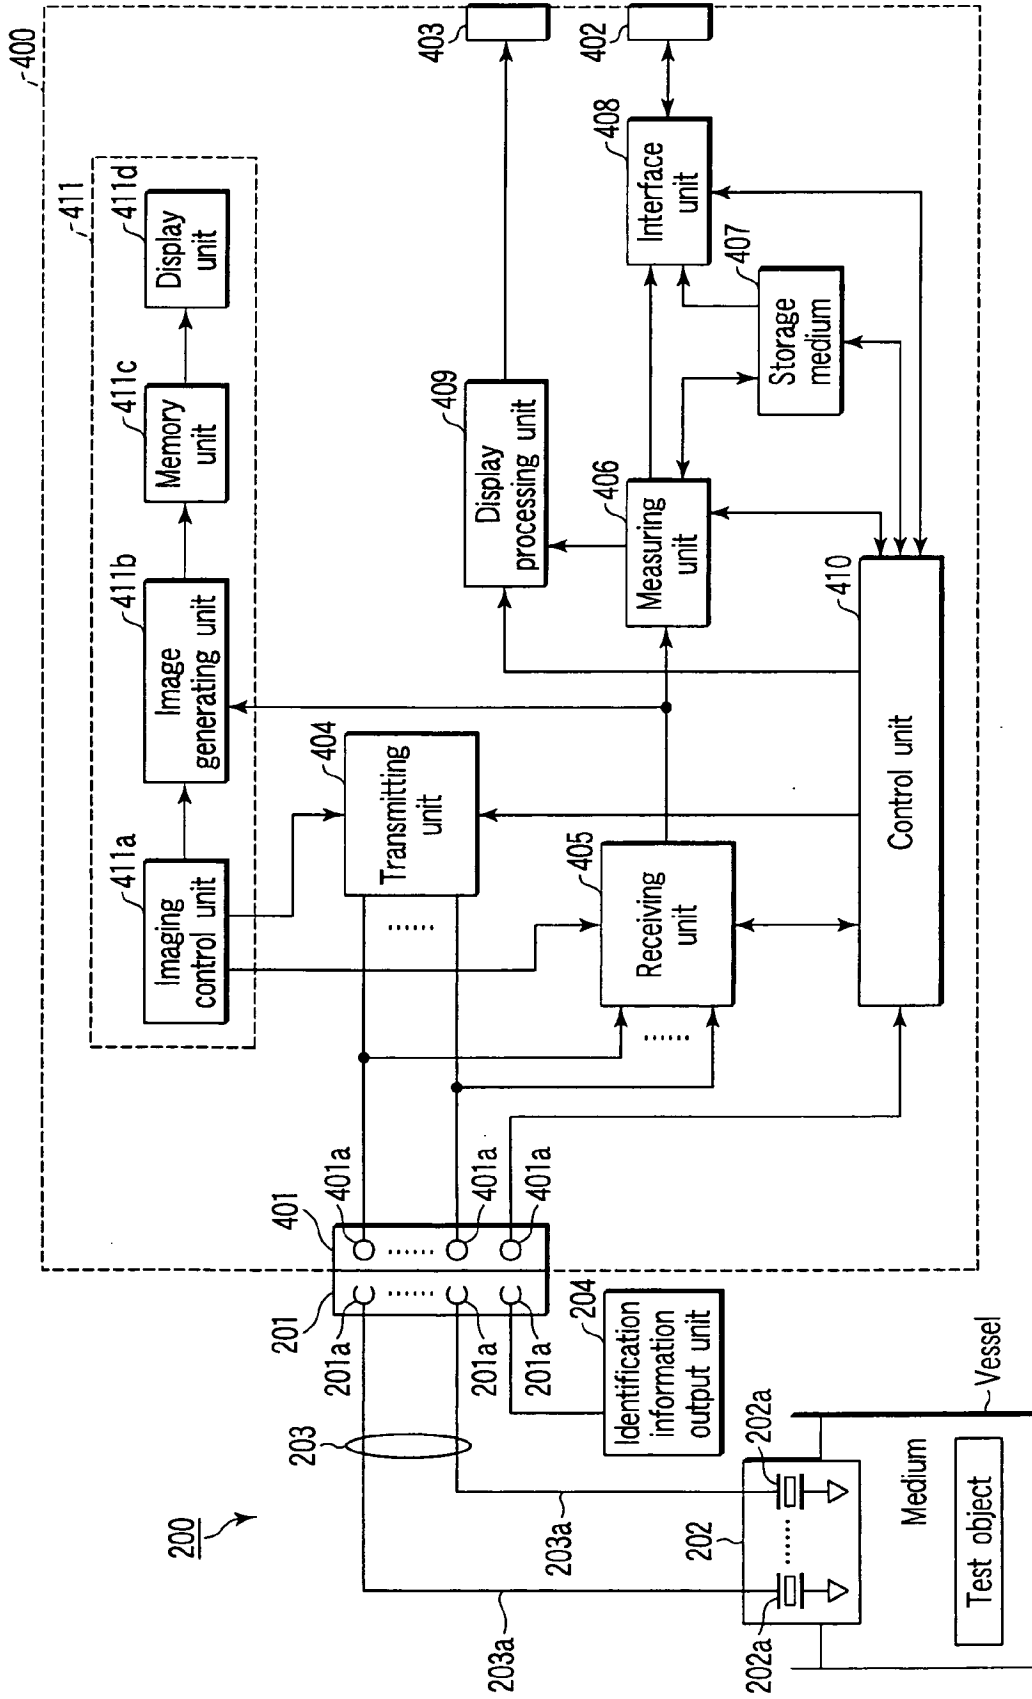 400
411
411a
Imaging
control unit
411b
Image
generating unit
411c
Memory
unit
411d
Display
unit
403
404
Transmitting
unit
......
409
Display
processing unit
402
408
Interface
unit
406
Measuring
unit
407
Storage
medium
405
Receiving
unit
......
410
Control unit
401
401a
......
401a
401a
201
201a
......
201a
201a
204
Identification
information
output unit
203
200
203a
203a
202
202a
......
202a
Vessel
Medium
Test object